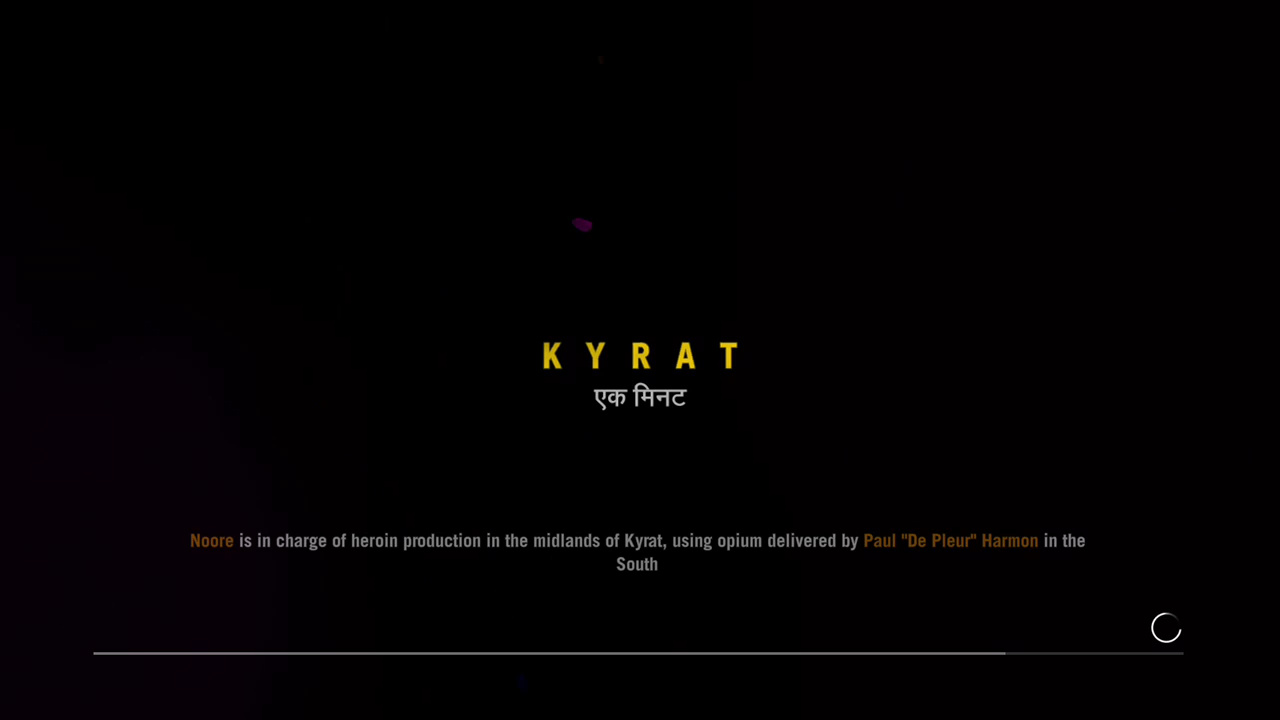 KYRAT
एक मिनट
Noore is in charge of heroin production in the midlands of Kyrat, using opium delivered by Paul "De Pleur" Harmon in the
South